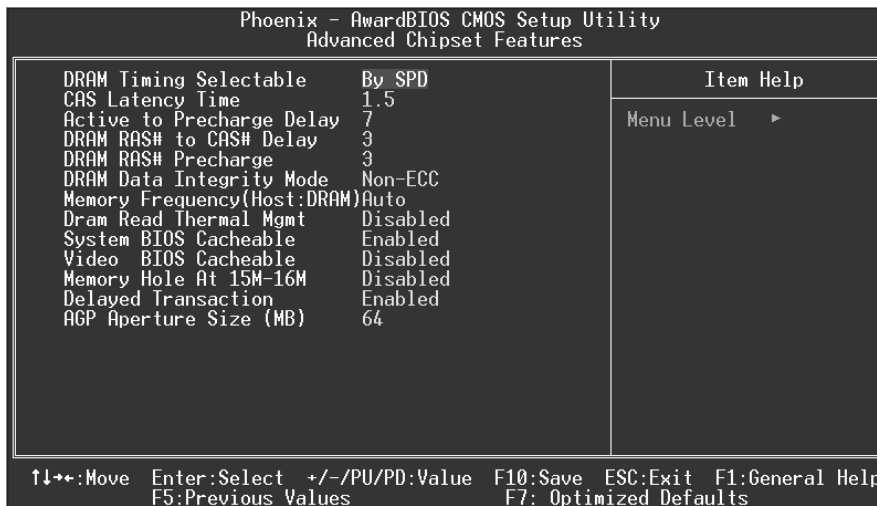 Phoenix - AwardBIOS CMOS Setup Utility
Advanced Chipset Features
DRAM Timing Selectable By SPD
CAS Latency Time 1.5
Active to Precharge Delay 7
DRAM RAS# to CAS# Delay 3
DRAM RAS# Precharge 3
DRAM Data Integrity Mode Non-ECC
Memory Frequency(Host:DRAM)Auto
Dram Read Thermal Mgmt Disabled
System BIOS Cacheable Enabled
Video BIOS Cacheable Disabled
Memory Hole At 15M-16M Disabled
Delayed Transaction Enabled
AGP Aperture Size (MB) 64
Item Help
Menu Level ►
↑↓→←:Move Enter:Select +/-/PU/PD:Value F10:Save ESC:Exit F1:General Help
F5:Previous Values F7: Optimized Defaults